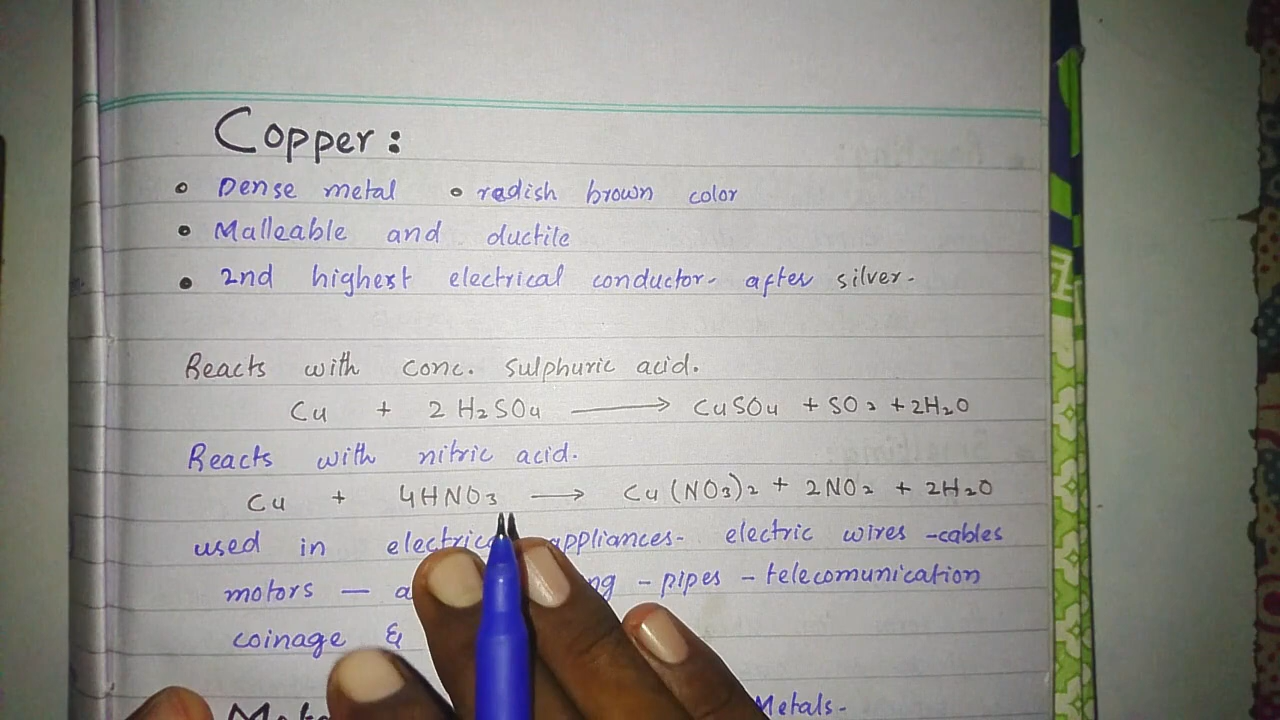 Copper:
• Dense metal • radish brown color
• Malleable and ductile
• 2nd highest electrical conductor- after silver.
Reacts with conc. sulphuric acid.
Cu + 2 H₂SO₄ ⟶ CuSO₄ + SO₂ + 2H₂O
Reacts with nitric acid.
Cu + 4HNO₃ ⟶ Cu(NO₃)₂ + 2NO₂ + 2H₂O
used in appliances- electric wires -cables
motors — - pipes - telecomunication
coinage &
Metals-